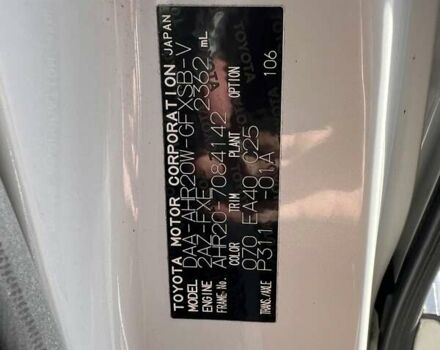 TOYOTA MOTOR CORPORATION JAPAN
MODEL DAA-AHR20W-GFXSB-V
ENGINE 2AZ-FXE 2362 mL
FRAME-No. AHR20-7084142
COLOR TRIM PLANT OPTION
070 EA40 C25
TRANS./AXLE P311 -01A 106